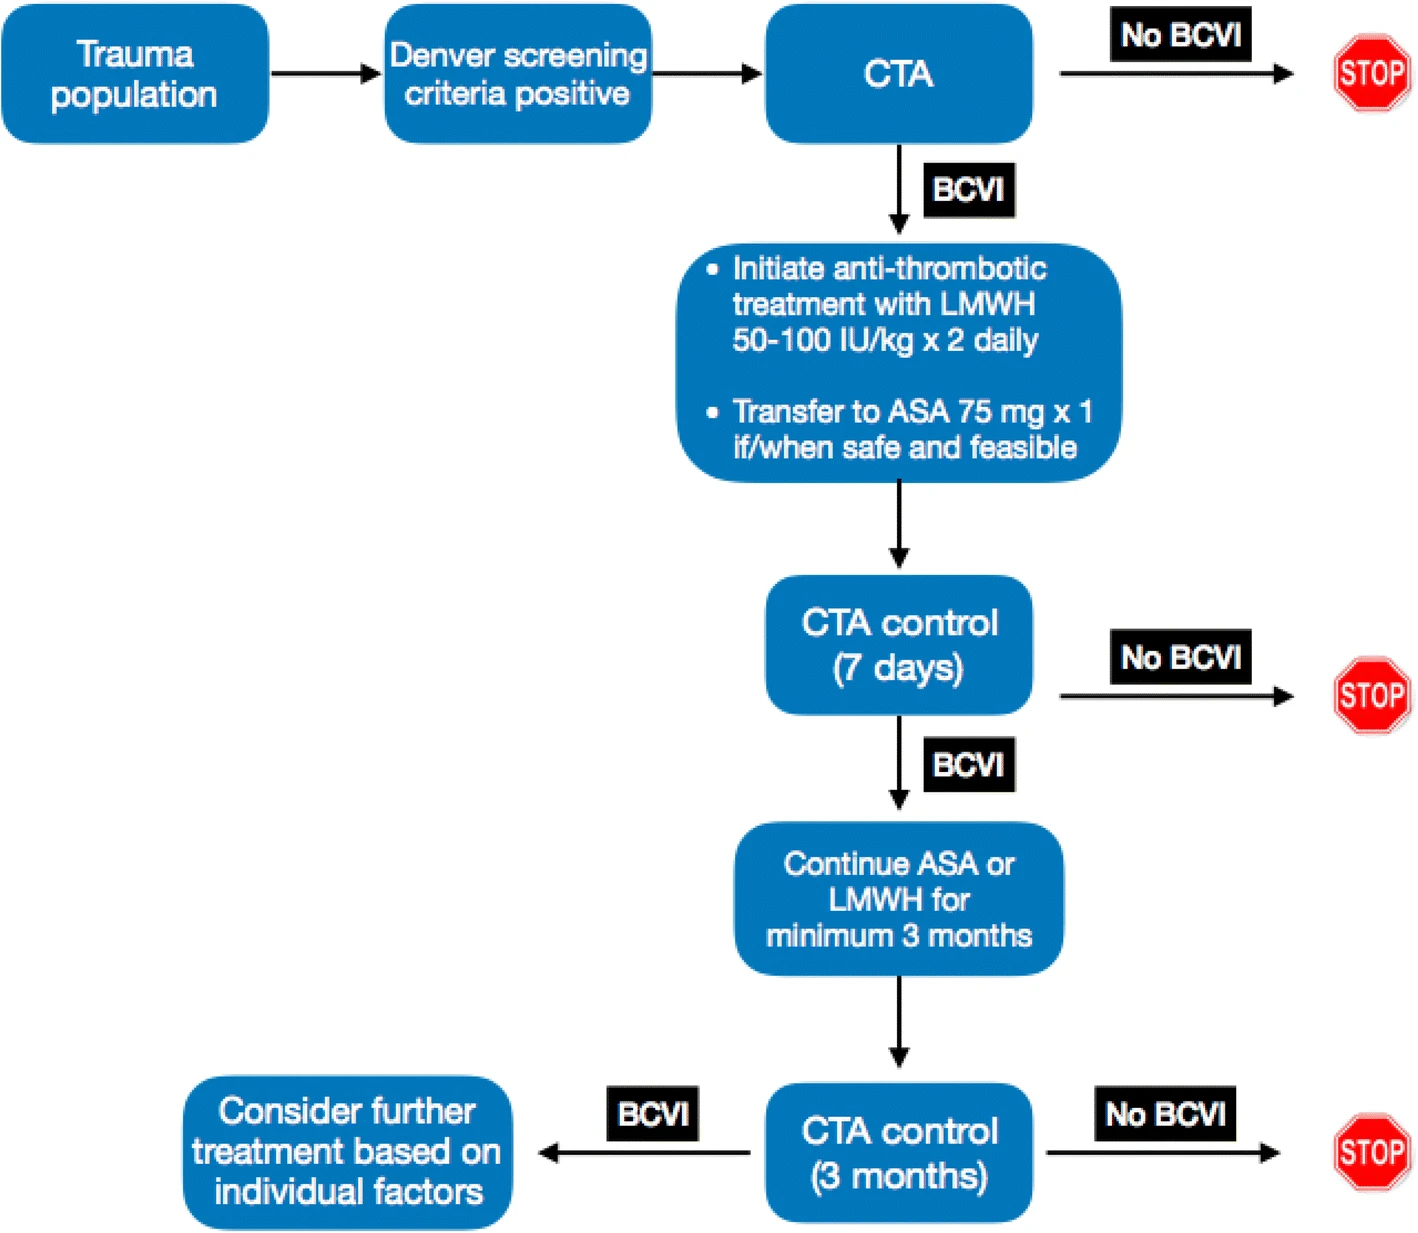 Trauma
population
Denver screening
criteria positive
CTA
No BCVI
STOP
BCVI
• Initiate anti-thrombotic
treatment with LMWH
50-100 IU/kg x 2 daily
• Transfer to ASA 75 mg x 1
if/when safe and feasible
CTA control
(7 days)
No BCVI
STOP
BCVI
Continue ASA or
LMWH for
minimum 3 months
Consider further
treatment based on
individual factors
BCVI
CTA control
(3 months)
No BCVI
STOP